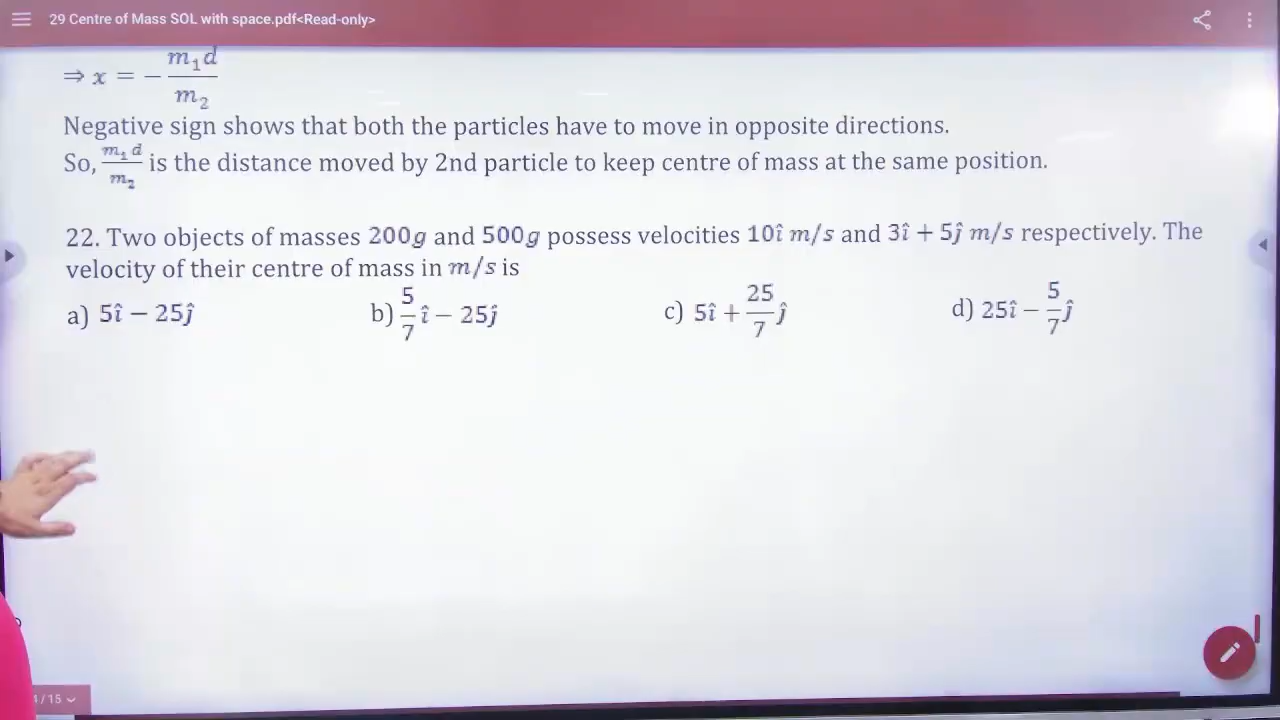 29 Centre of Mass SOL with space.pdf<Read-only>
⇒ x = − m₁d / m₂
Negative sign shows that both the particles have to move in opposite directions.
So, m₁ d / m₂ is the distance moved by 2nd particle to keep centre of mass at the same position.
22. Two objects of masses 200g and 500g possess velocities 10î m/s and 3î + 5ĵ m/s respectively. The
velocity of their centre of mass in m/s is
a) 5î − 25ĵ b) 5/7 î − 25ĵ c) 5î + 25/7 ĵ d) 25î − 5/7 ĵ
/ 15